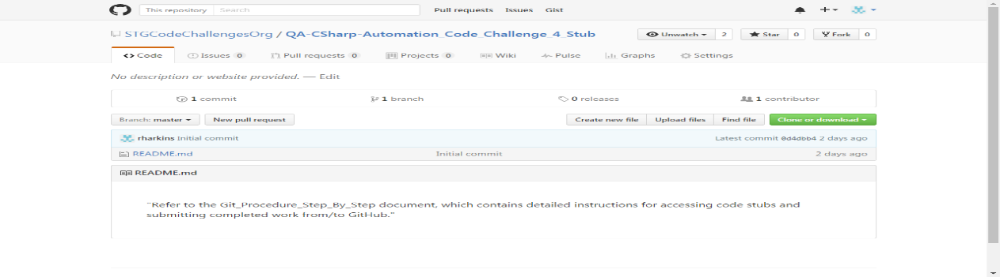 This repository Search Pull requests Issues Gist
STGCodeChallengesOrg / QA-CSharp-Automation_Code_Challenge_4_Stub Unwatch 2 Star 0 Fork 0
Code Issues 0 Pull requests 0 Projects 0 Wiki Pulse Graphs Settings
No description or website provided. — Edit
1 commit 1 branch 0 releases 1 contributor
Branch: master New pull request Create new file Upload files Find file Clone or download
rharkins Initial commit Latest commit 0d4dbb4 2 days ago
README.md Initial commit 2 days ago
README.md
"Refer to the Git_Procedure_Step_By_Step document, which contains detailed instructions for accessing code stubs and
submitting completed work from/to GitHub."